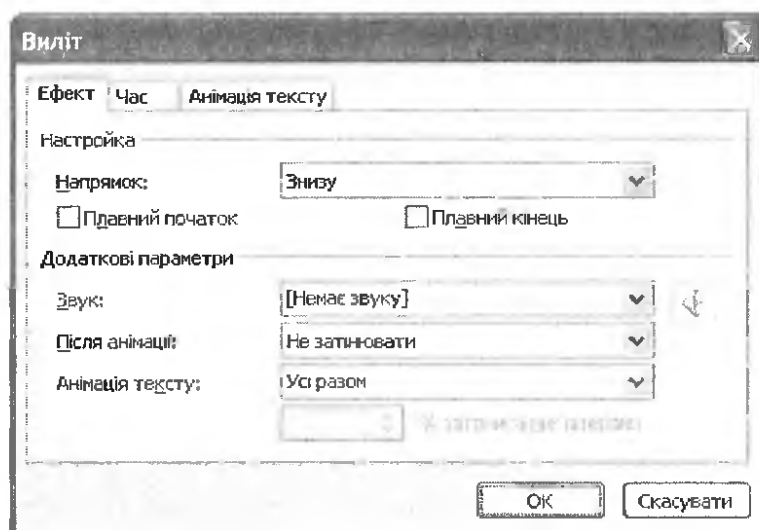 Виліт
Ефект Час Анімація тексту
Настройка
Напрямок: Знизу
Плавний початок Плавний кінець
Додаткові параметри
Звук: [Немає звуку]
Після анімації: Не затінювати
Анімація тексту: Усі разом
%
ОК Скасувати